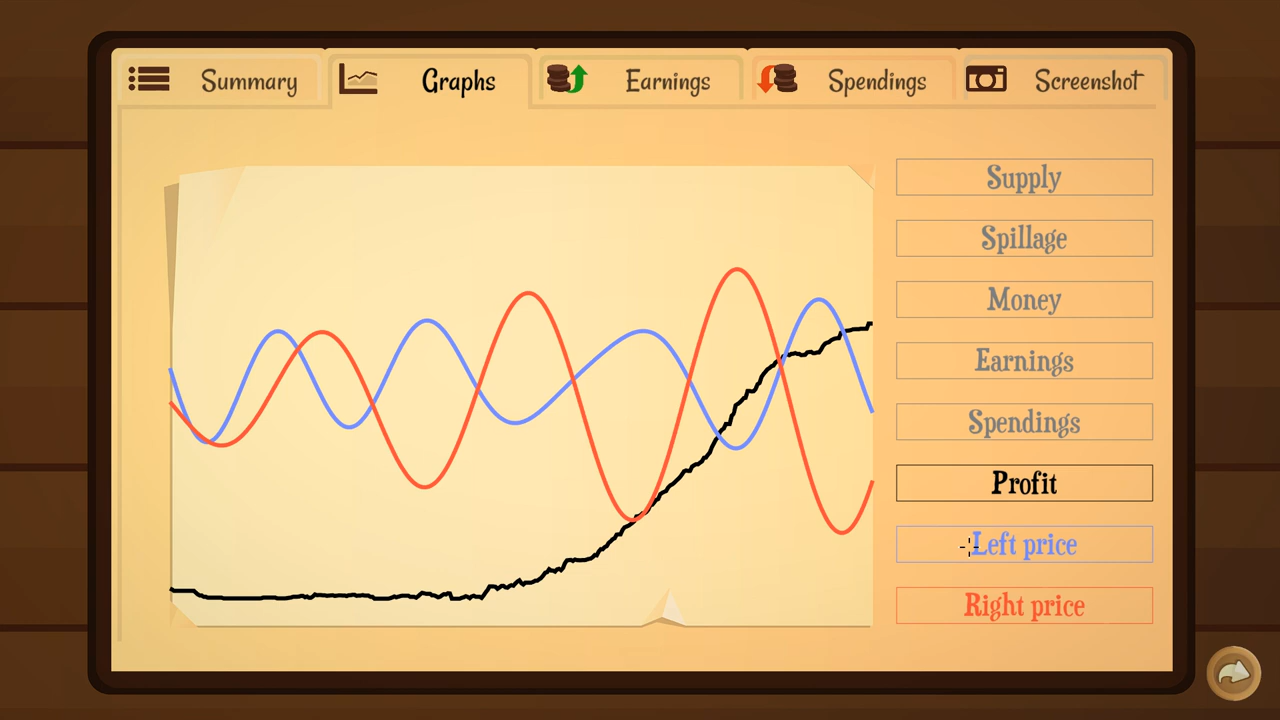 Summary
Graphs
Earnings
Spendings
Screenshot
Supply
Spillage
Money
Earnings
Spendings
Profit
Left price
Right price